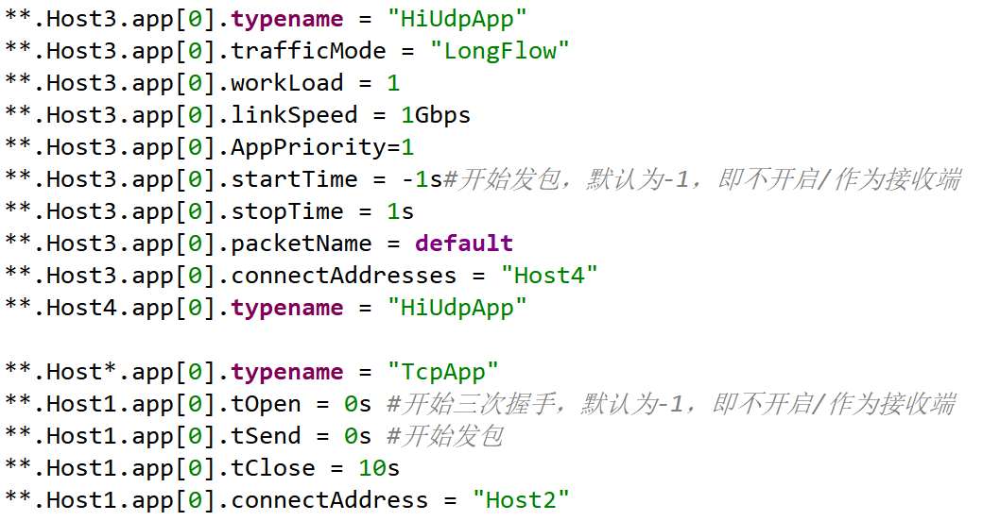 **.Host3.app[0].typename = "HiUdpApp"
**.Host3.app[0].trafficMode = "LongFlow"
**.Host3.app[0].workLoad = 1
**.Host3.app[0].linkSpeed = 1Gbps
**.Host3.app[0].AppPriority=1
**.Host3.app[0].startTime = -1s#开始发包，默认为-1，即不开启/作为接收端
**.Host3.app[0].stopTime = 1s
**.Host3.app[0].packetName = default
**.Host3.app[0].connectAddresses = "Host4"
**.Host4.app[0].typename = "HiUdpApp"
**.Host*.app[0].typename = "TcpApp"
**.Host1.app[0].tOpen = 0s #开始三次握手，默认为-1，即不开启/作为接收端
**.Host1.app[0].tSend = 0s #开始发包
**.Host1.app[0].tClose = 10s
**.Host1.app[0].connectAddress = "Host2"